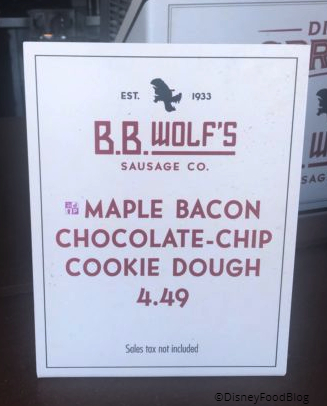 EST. 1933
B.B. WOLF'S
SAUSAGE CO.
MAPLE BACON
CHOCOLATE-CHIP
COOKIE DOUGH
4.49
Sales tax not included
©DisneyFoodBlog